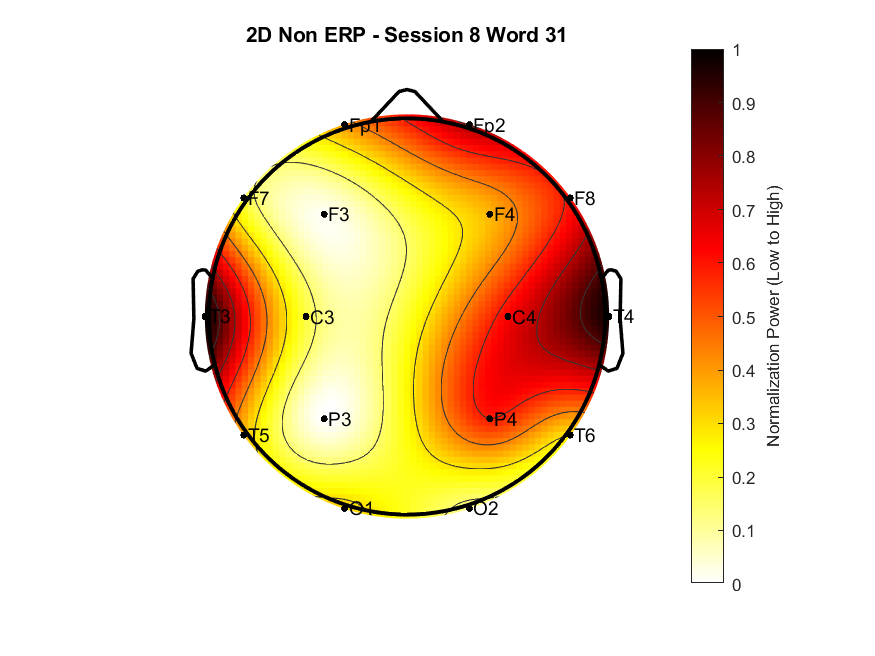 2D Non ERP - Session 8 Word 31
Fp1 Fp2
F7 F8
F3 F4
T3 C3 C4 T4
P3 P4
T5 T6
O1 O2
1
0.9
0.8
0.7
0.6
0.5
0.4
0.3
0.2
0.1
0
Normalization Power (Low to High)